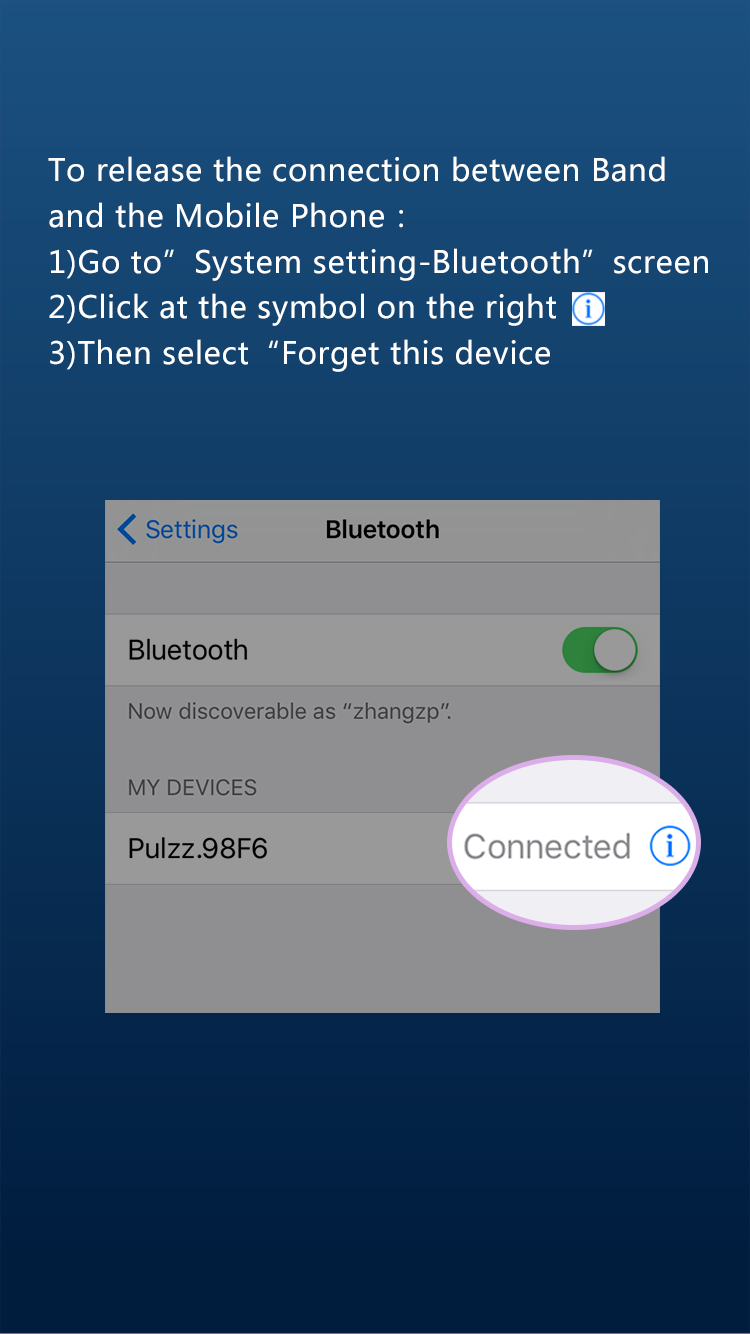 To release the connection between Band
and the Mobile Phone :
1)Go to” System setting-Bluetooth” screen
2)Click at the symbol on the right i
3)Then select “Forget this device
Settings Bluetooth
Bluetooth
Now discoverable as “zhangzp”.
MY DEVICES
Pulzz.98F6 Connected i